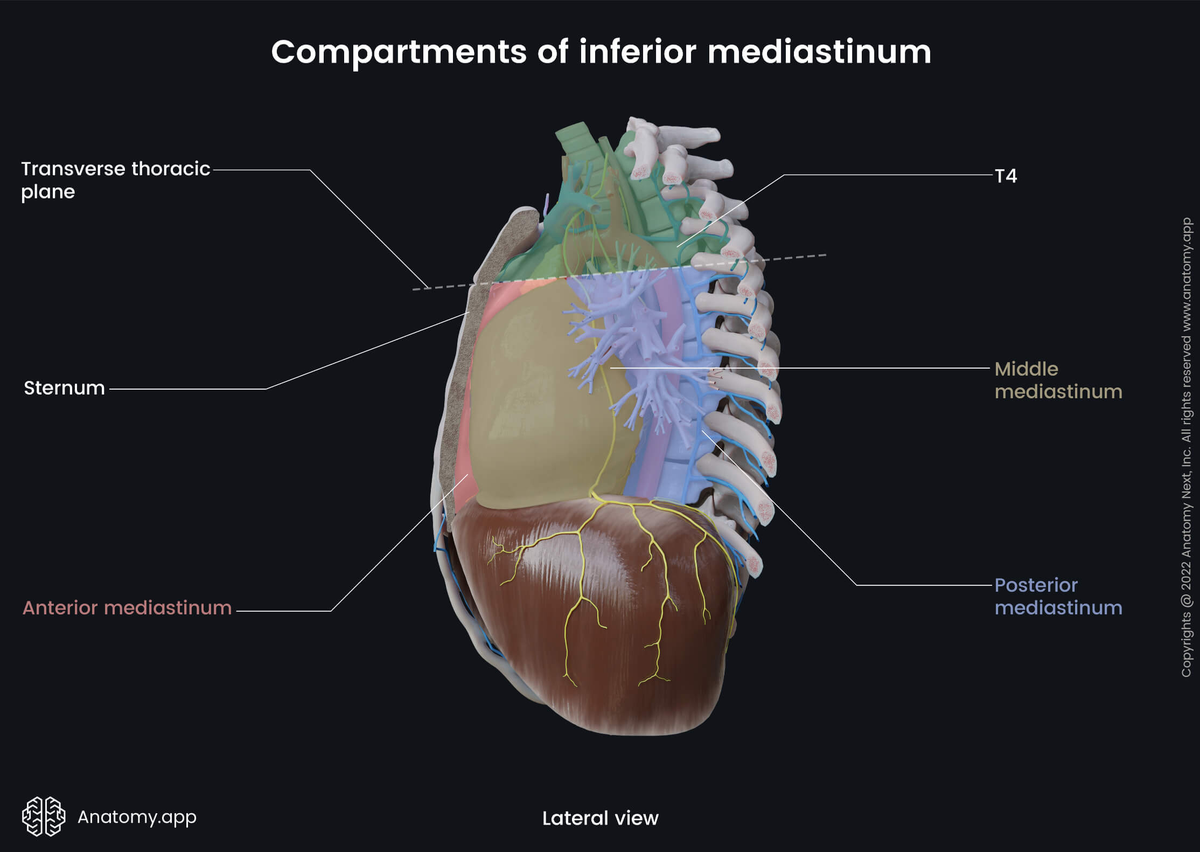 Compartments of inferior mediastinum
Transverse thoracic
plane
T4
Sternum
Middle
mediastinum
Anterior mediastinum
Posterior
mediastinum
Copyrights @ 2022 Anatomy Next, Inc. All rights reserved www.anatomy.app
Anatomy.app
Lateral view